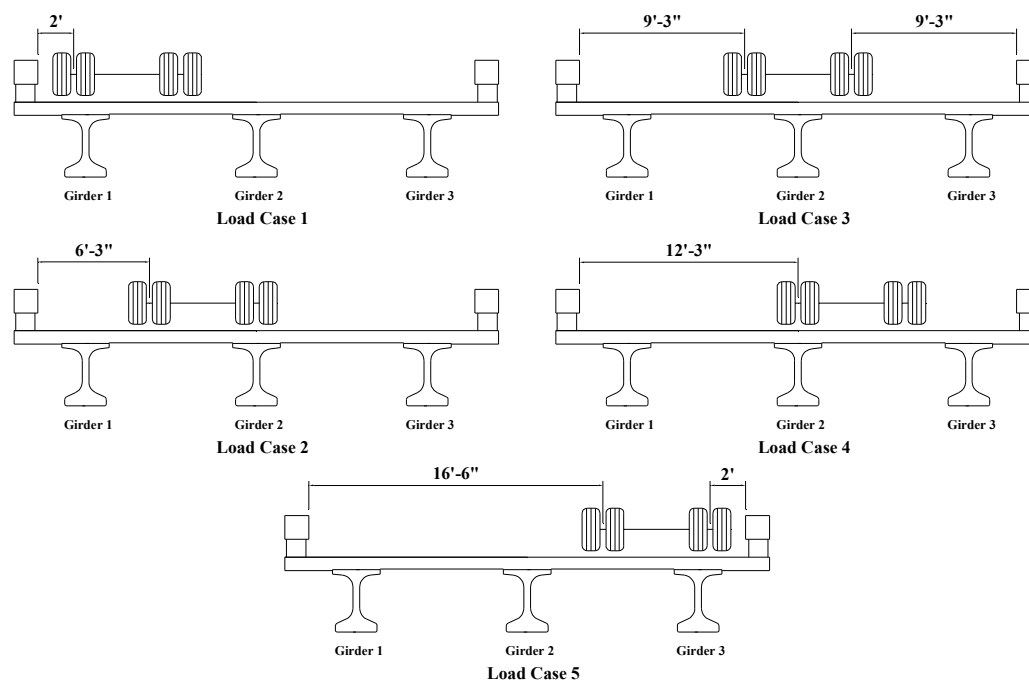 2'
9'-3" 9'-3"
Girder 1 Girder 2 Girder 3
Load Case 1
Girder 1 Girder 2 Girder 3
Load Case 3
6'-3"
12'-3"
Girder 1 Girder 2 Girder 3
Load Case 2
Girder 1 Girder 2 Girder 3
Load Case 4
16'-6" 2'
Girder 1 Girder 2 Girder 3
Load Case 5